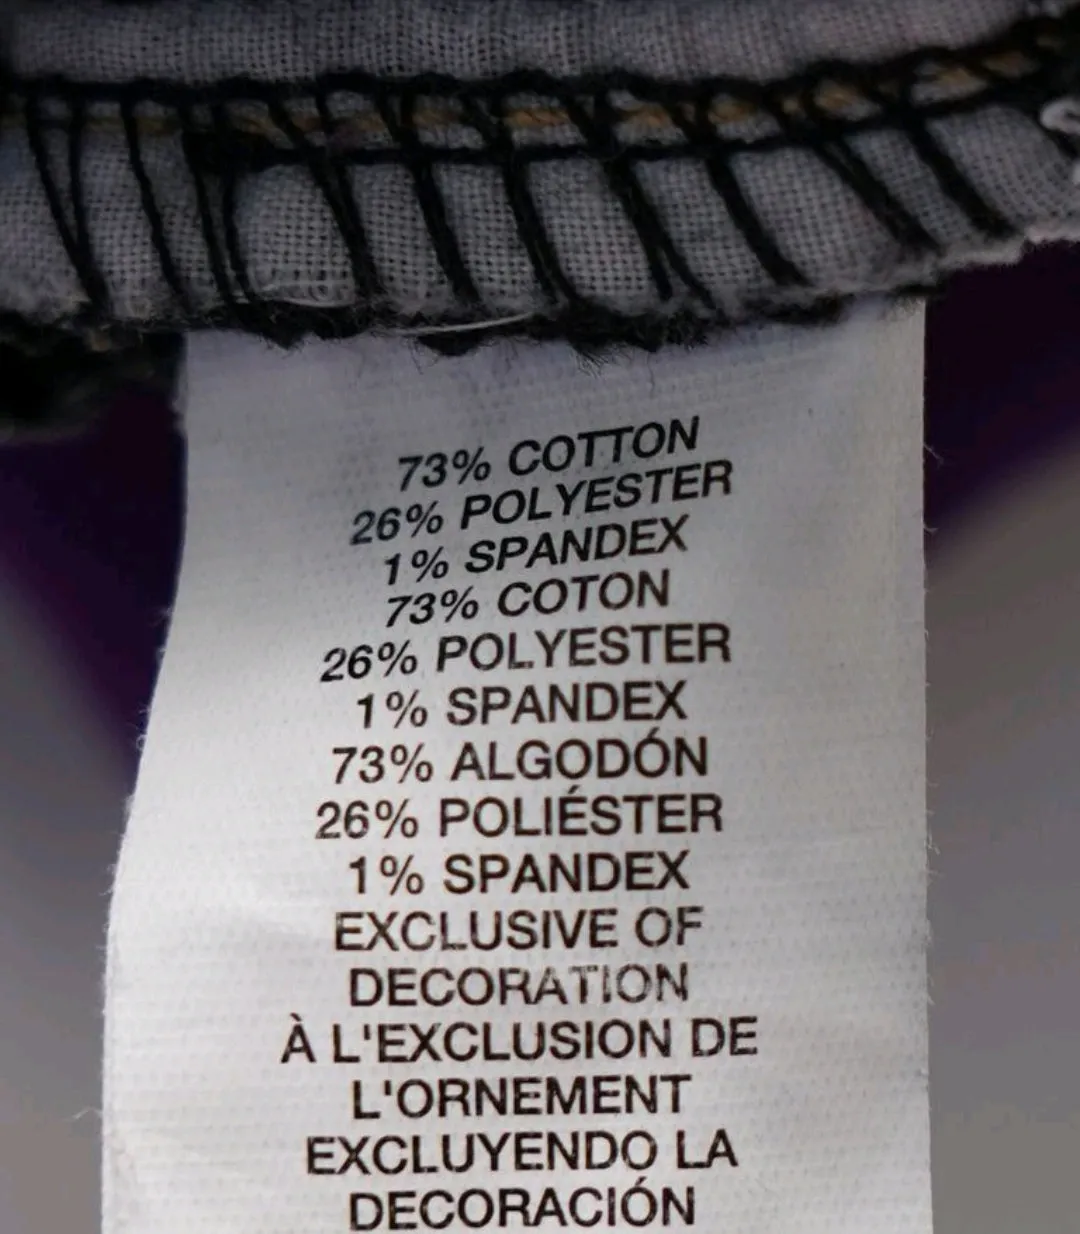 73% COTTON
26% POLYESTER
1% SPANDEX
73% COTON
26% POLYESTER
1% SPANDEX
73% ALGODÓN
26% POLIÉSTER
1% SPANDEX
EXCLUSIVE OF
DECORATION
À L'EXCLUSION DE
L'ORNEMENT
EXCLUYENDO LA
DECORACIÓN